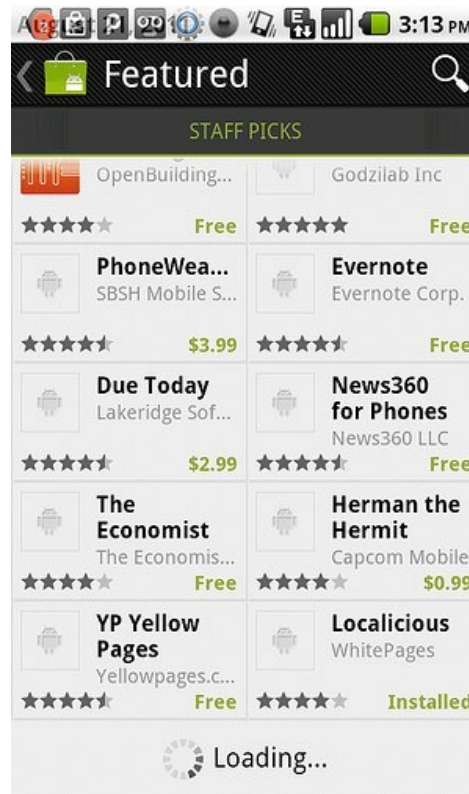 3:13 PM
Featured
STAFF PICKS
OpenBuilding...
Free
Godzilab Inc
Free
PhoneWea...
SBSH Mobile S...
$3.99
Evernote
Evernote Corp.
Free
Due Today
Lakeridge Sof...
$2.99
News360
for Phones
News360 LLC
Free
The
Economist
The Economis...
Free
Herman the
Hermit
Capcom Mobile
$0.99
YP Yellow
Pages
Yellowpages.c...
Free
Localicious
WhitePages
Installed
Loading...